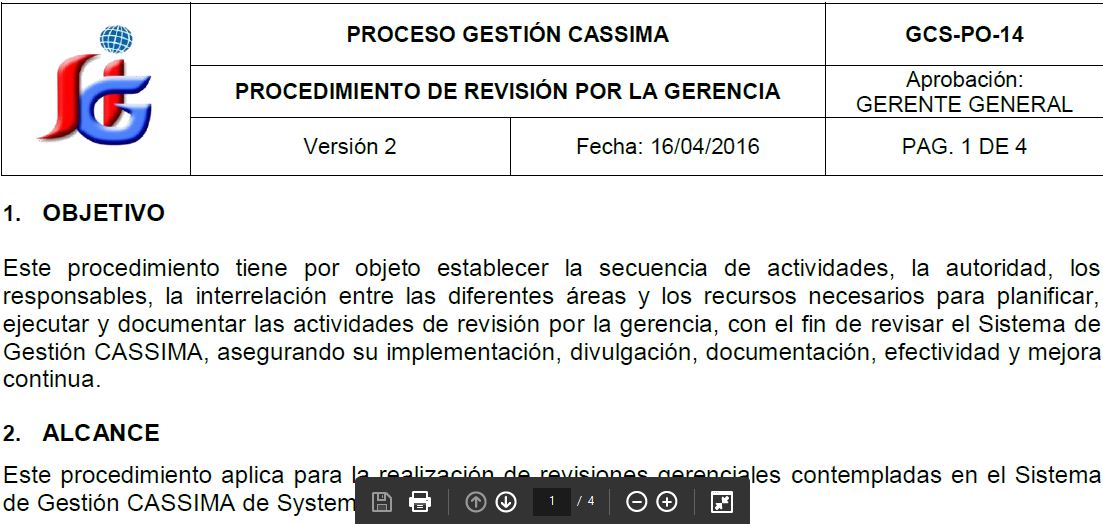 SIG
PROCESO GESTIÓN CASSIMA
GCS-PO-14
PROCEDIMIENTO DE REVISIÓN POR LA GERENCIA
Aprobación:
GERENTE GENERAL
Versión 2
Fecha: 16/04/2016
PAG. 1 DE 4
1. OBJETIVO
Este procedimiento tiene por objeto establecer la secuencia de actividades, la autoridad, los
responsables, la interrelación entre las diferentes áreas y los recursos necesarios para planificar,
ejecutar y documentar las actividades de revisión por la gerencia, con el fin de revisar el Sistema de
Gestión CASSIMA, asegurando su implementación, divulgación, documentación, efectividad y mejora
continua.
2. ALCANCE
Este procedimiento aplica para la realización de revisiones gerenciales contempladas en el Sistema
de Gestión CASSIMA de System
1 / 4